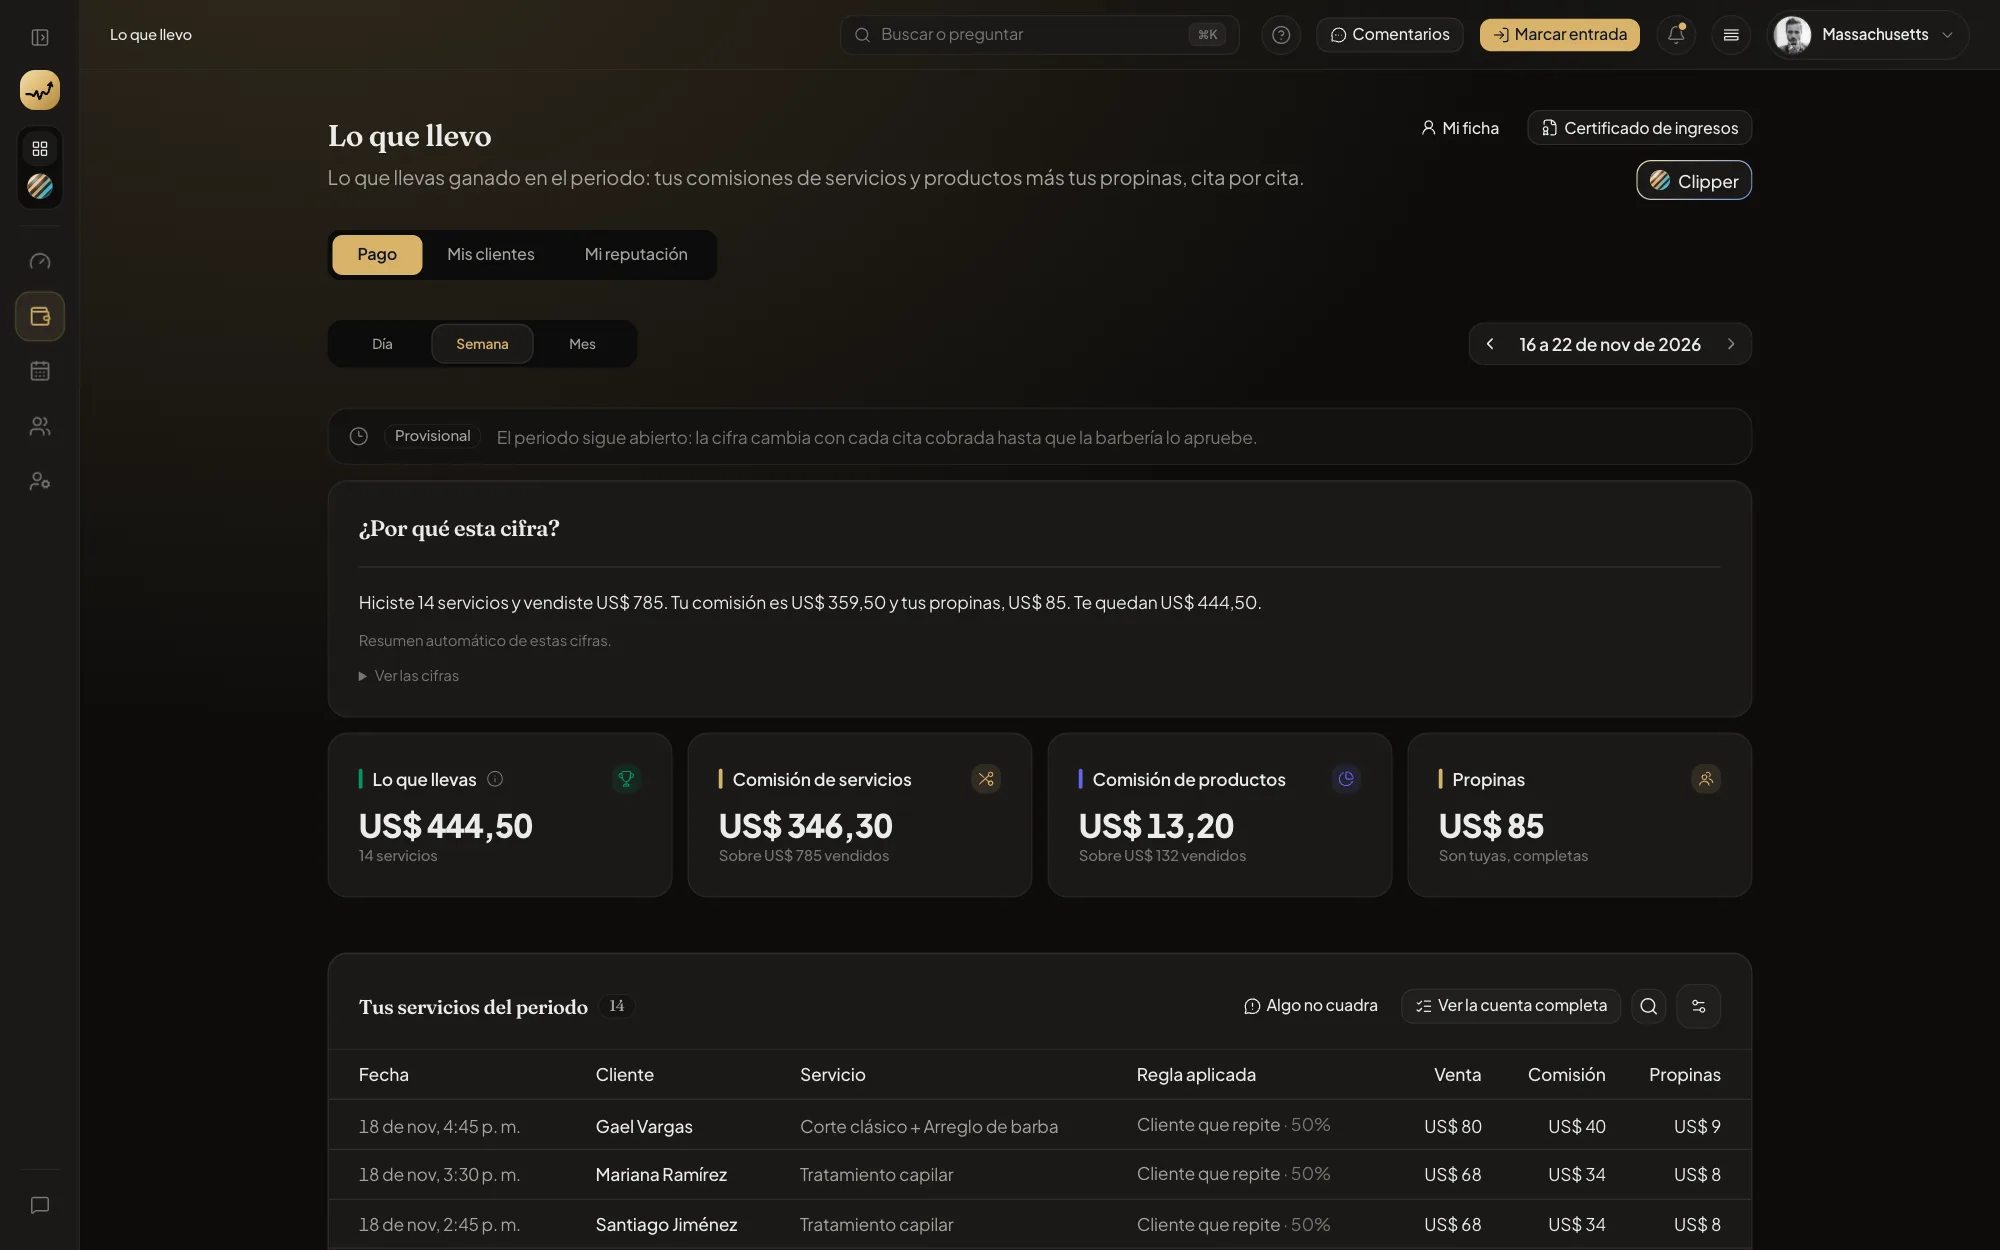 Lo que llevo
Buscar o preguntar
⌘K
Comentarios
Marcar entrada
Massachusetts
Lo que llevo
Lo que llevas ganado en el periodo: tus comisiones de servicios y productos más tus propinas, cita por cita.
Mi ficha
Certificado de ingresos
Clipper
Pago
Mis clientes
Mi reputación
Día
Semana
Mes
16 a 22 de nov de 2026
Provisional
El periodo sigue abierto: la cifra cambia con cada cita cobrada hasta que la barbería lo apruebe.
¿Por qué esta cifra?
Hiciste 14 servicios y vendiste US$ 785. Tu comisión es US$ 359,50 y tus propinas, US$ 85. Te quedan US$ 444,50.
Resumen automático de estas cifras.
Ver las cifras
Lo que llevas
US$ 444,50
14 servicios
Comisión de servicios
US$ 346,30
Sobre US$ 785 vendidos
Comisión de productos
US$ 13,20
Sobre US$ 132 vendidos
Propinas
US$ 85
Son tuyas, completas
Tus servicios del periodo 14
Algo no cuadra
Ver la cuenta completa
Fecha Cliente Servicio Regla aplicada Venta Comisión Propinas
18 de nov, 4:45 p. m. Gael Vargas Corte clásico + Arreglo de barba Cliente que repite · 50% US$ 80 US$ 40 US$ 9
18 de nov, 3:30 p. m. Mariana Ramírez Tratamiento capilar Cliente que repite · 50% US$ 68 US$ 34 US$ 8
18 de nov, 2:45 p. m. Santiago Jiménez Tratamiento capilar Cliente que repite · 50% US$ 68 US$ 34 US$ 8